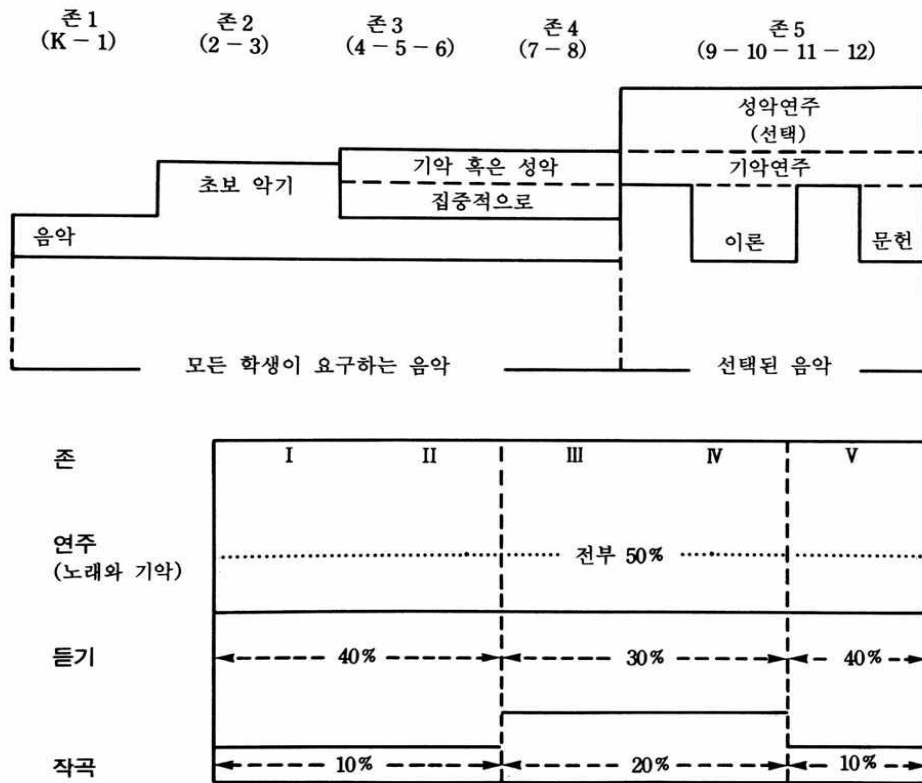 존1 존2 존3 존4 존5
(K－1) (2－3) (4－5－6) (7－8) (9－10－11－12)
성악연주
(선택)
기악 혹은 성악 기악연주
초보 악기
집중적으로
음악 이론 문헌
모든 학생이 요구하는 음악 선택된 음악
존 I II III IV V
연주 전부 50%
(노래와 기악)
듣기 40% 30% 40%
작곡 10% 20% 10%